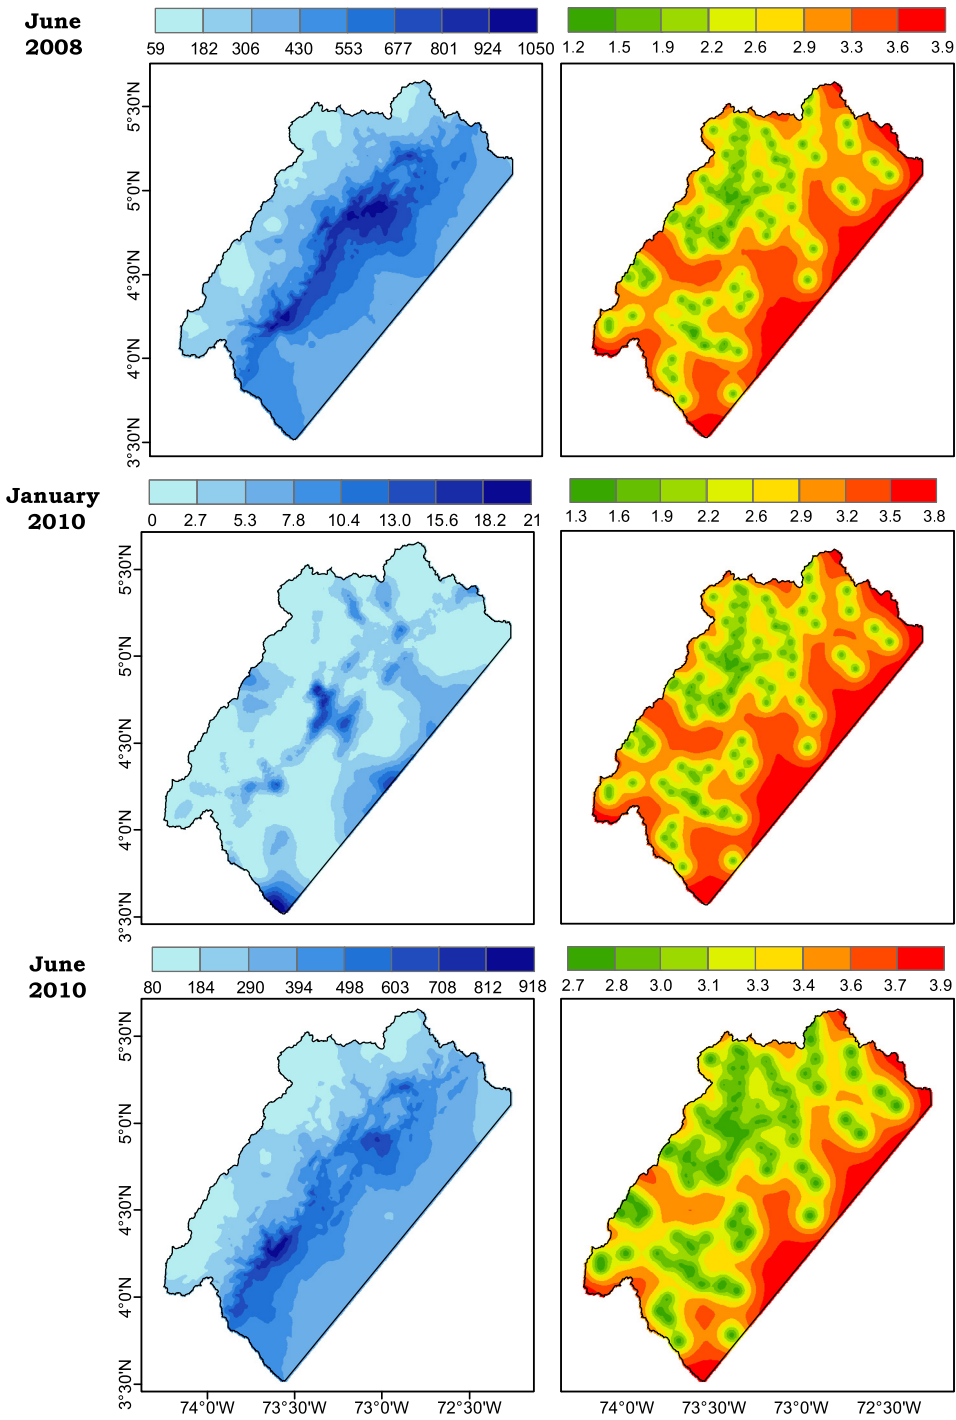 June
2008
59 182 306 430 553 677 801 924 1050
1.2 1.5 1.9 2.2 2.6 2.9 3.3 3.6 3.9
5°30'N
5°0'N
4°30'N
4°0'N
3°30'N
January
2010
0 2.7 5.3 7.8 10.4 13.0 15.6 18.2 21
1.3 1.6 1.9 2.2 2.6 2.9 3.2 3.5 3.8
5°30'N
5°0'N
4°30'N
4°0'N
3°30'N
June
2010
80 184 290 394 498 603 708 812 918
2.7 2.8 3.0 3.1 3.3 3.4 3.6 3.7 3.9
5°30'N
5°0'N
4°30'N
4°0'N
3°30'N
74°0'W 73°30'W 73°0'W 72°30'W
74°0'W 73°30'W 73°0'W 72°30'W